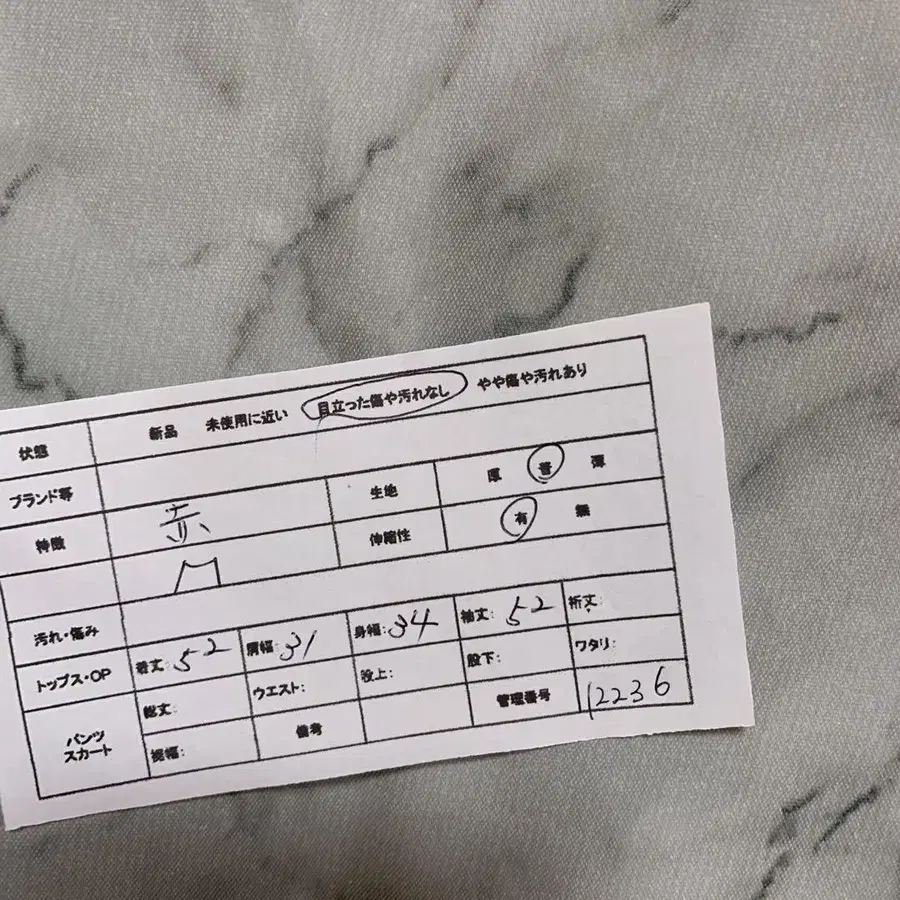 状態 新品 未使用に近い 目立った傷や汚れなし やや傷や汚れあり
ブランド等
特徴 赤 生地 厚 普 薄
伸縮性 有 無
汚れ・傷み
トップス・OP 着丈: 52 肩幅: 31 身幅: 34 袖丈: 52 裄丈:
パンツ スカート 総丈: ウエスト: 股上: 股下: ワタリ:
裾幅: 備考 管理番号 12236